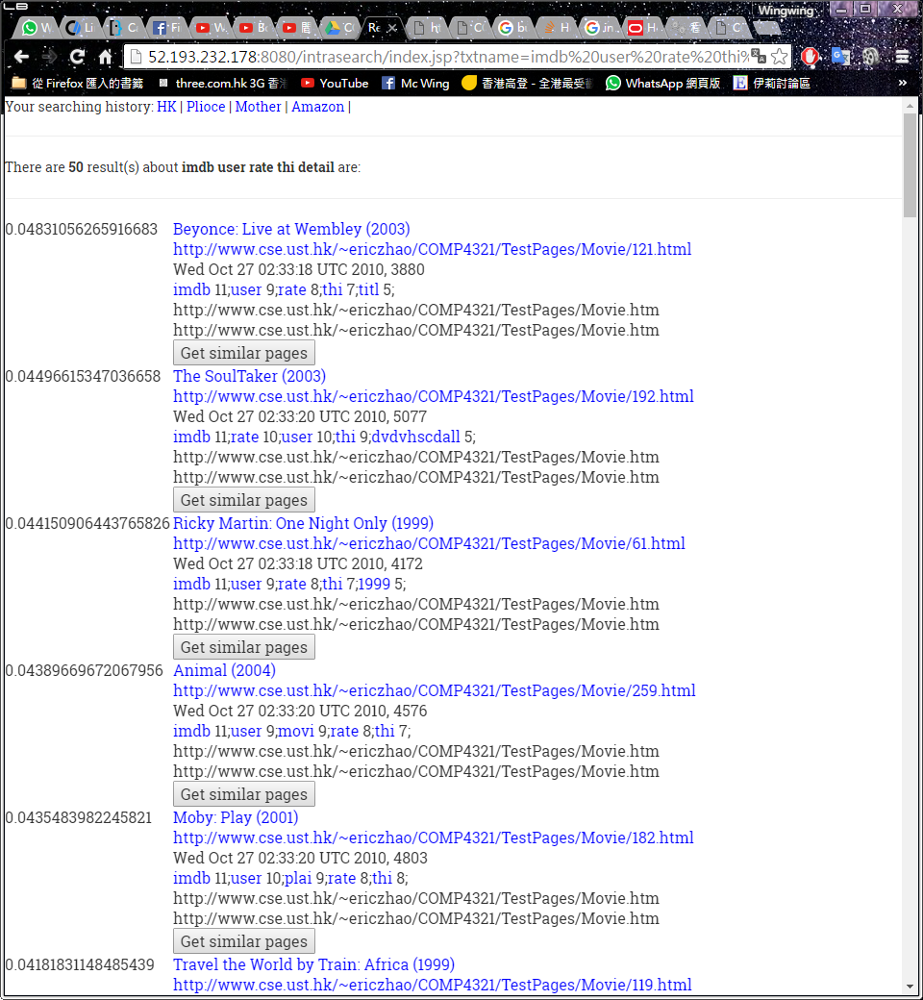 Wingwing
52.193.232.178:8080/intrasearch/index.jsp?txtname=imdb%20user%20rate%20thi%
從 Firefox 匯入的書籤 three.com.hk 3G 香 YouTube Mc Wing 香港高登 - 全港最受 WhatsApp 網頁版 伊莉討論區 »
Your searching history: HK | Plioce | Mother | Amazon |
There are 50 result(s) about imdb user rate thi detail are:
0.04831056265916683 Beyonce: Live at Wembley (2003)
http://www.cse.ust.hk/~ericzhao/COMP4321/TestPages/Movie/121.html
Wed Oct 27 02:33:18 UTC 2010, 3880
imdb 11;user 9;rate 8;thi 7;titl 5;
http://www.cse.ust.hk/~ericzhao/COMP4321/TestPages/Movie.htm
http://www.cse.ust.hk/~ericzhao/COMP4321/TestPages/Movie.htm
Get similar pages
0.04496615347036658 The SoulTaker (2003)
http://www.cse.ust.hk/~ericzhao/COMP4321/TestPages/Movie/192.html
Wed Oct 27 02:33:20 UTC 2010, 5077
imdb 11;rate 10;user 10;thi 9;dvdvhscdall 5;
http://www.cse.ust.hk/~ericzhao/COMP4321/TestPages/Movie.htm
http://www.cse.ust.hk/~ericzhao/COMP4321/TestPages/Movie.htm
Get similar pages
0.044150906443765826 Ricky Martin: One Night Only (1999)
http://www.cse.ust.hk/~ericzhao/COMP4321/TestPages/Movie/61.html
Wed Oct 27 02:33:18 UTC 2010, 4172
imdb 11;user 9;rate 8;thi 7;1999 5;
http://www.cse.ust.hk/~ericzhao/COMP4321/TestPages/Movie.htm
http://www.cse.ust.hk/~ericzhao/COMP4321/TestPages/Movie.htm
Get similar pages
0.04389669672067956 Animal (2004)
http://www.cse.ust.hk/~ericzhao/COMP4321/TestPages/Movie/259.html
Wed Oct 27 02:33:20 UTC 2010, 4576
imdb 11;user 9;movi 9;rate 8;thi 7;
http://www.cse.ust.hk/~ericzhao/COMP4321/TestPages/Movie.htm
http://www.cse.ust.hk/~ericzhao/COMP4321/TestPages/Movie.htm
Get similar pages
0.0435483982245821 Moby: Play (2001)
http://www.cse.ust.hk/~ericzhao/COMP4321/TestPages/Movie/182.html
Wed Oct 27 02:33:20 UTC 2010, 4803
imdb 11;user 10;plai 9;rate 8;thi 8;
http://www.cse.ust.hk/~ericzhao/COMP4321/TestPages/Movie.htm
http://www.cse.ust.hk/~ericzhao/COMP4321/TestPages/Movie.htm
Get similar pages
0.04181831148485439 Travel the World by Train: Africa (1999)
http://www.cse.ust.hk/~ericzhao/COMP4321/TestPages/Movie/119.html